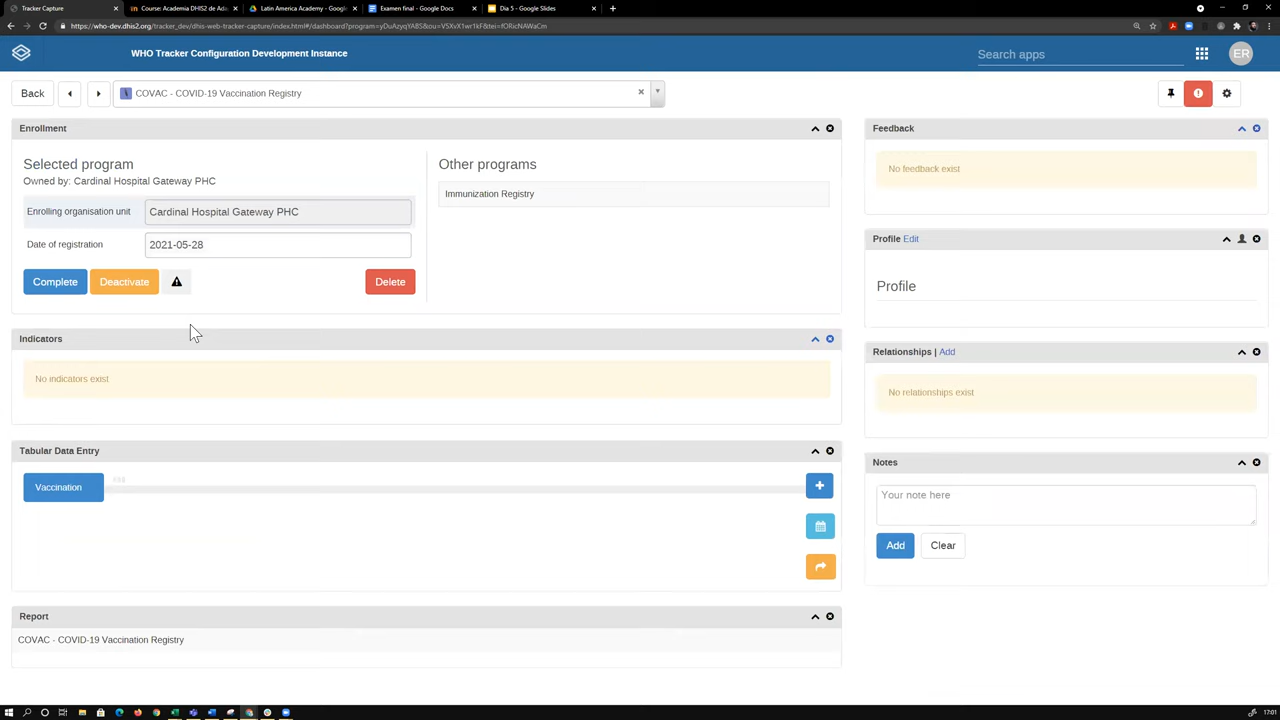 Tracker Capture
Course: Academia DHIS2 de Ada
Latin America Academy - Google
Examen final - Google Docs
Dia 5 - Google Slides
WHO Tracker Configuration Development Instance
Search apps
ER
Back
COVAC - COVID-19 Vaccination Registry
Enrollment
Selected program
Owned by: Cardinal Hospital Gateway PHC
Enrolling organisation unit
Cardinal Hospital Gateway PHC
Date of registration
2021-05-28
Complete
Deactivate
Delete
Other programs
Immunization Registry
Indicators
No indicators exist
Tabular Data Entry
Vaccination
Report
COVAC - COVID-19 Vaccination Registry
Feedback
No feedback exist
Profile Edit
Profile
Relationships | Add
No relationships exist
Notes
Your note here
Add
Clear
17:01